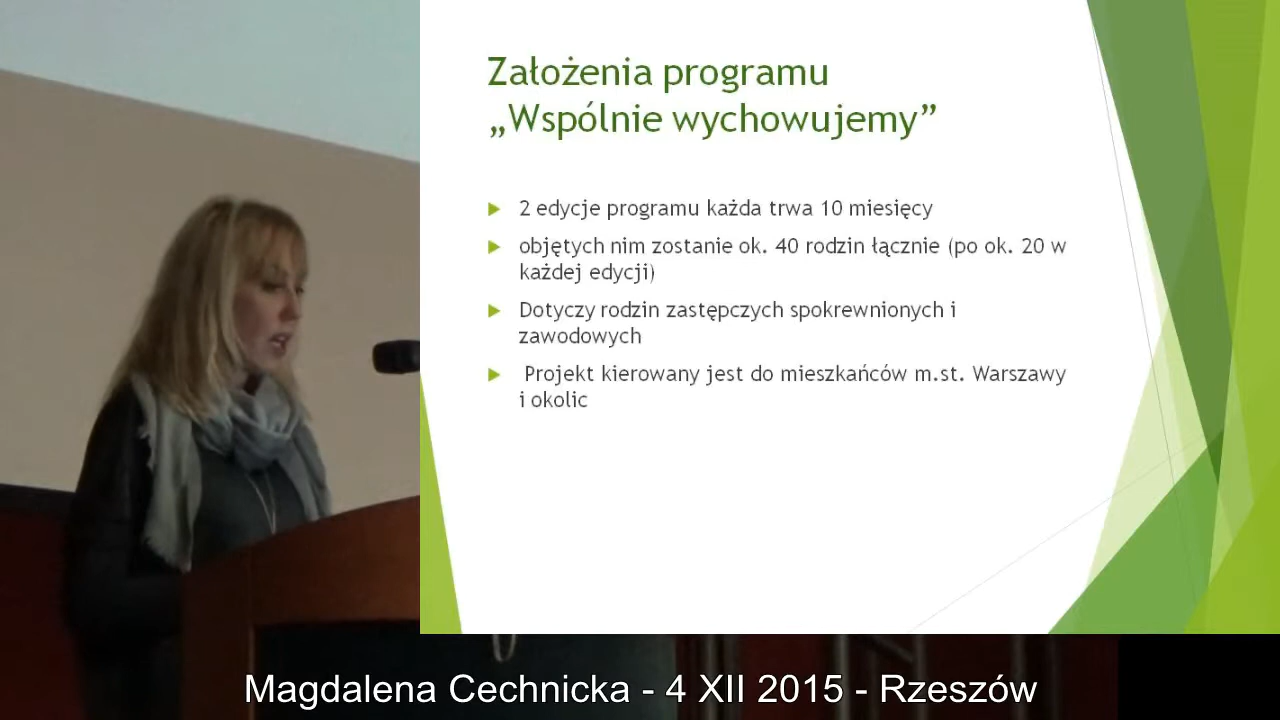 Założenia programu
„Wspólnie wychowujemy”
2 edycje programu każda trwa 10 miesięcy
objętych nim zostanie ok. 40 rodzin łącznie (po ok. 20 w
każdej edycji)
Dotyczy rodzin zastępczych spokrewnionych i
zawodowych
Projekt kierowany jest do mieszkańców m.st. Warszawy
i okolic
Magdalena Cechnicka - 4 XII 2015 - Rzeszów